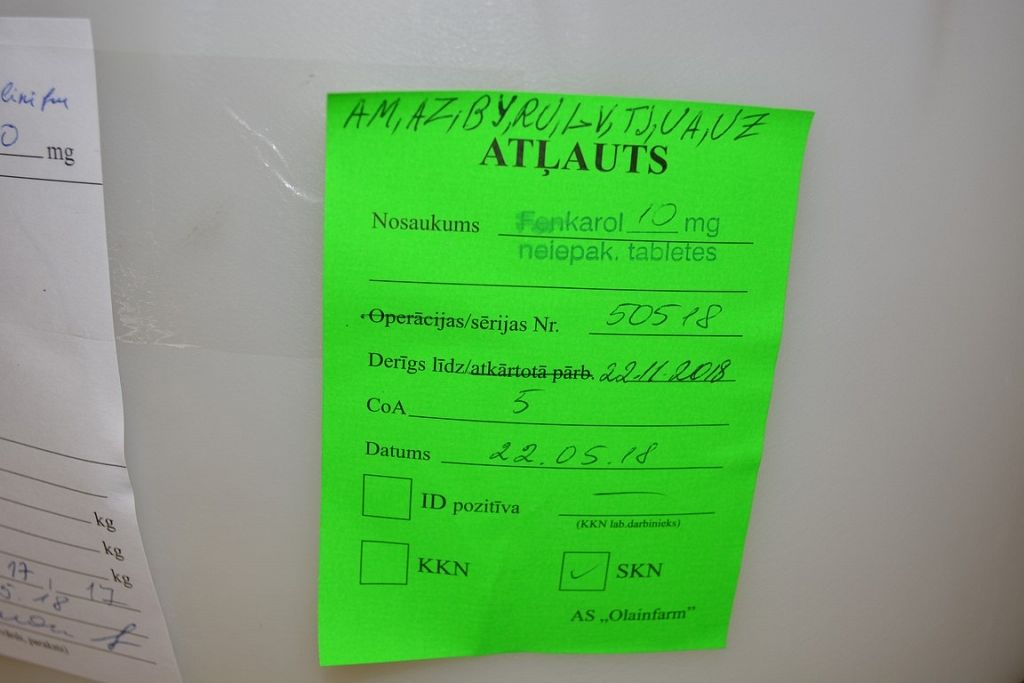 mg
kg
kg
kg
17, 17
AM, AZ, BY, RU, LV, TJ, UA, UZ
ATĻAUTS
Nosaukums Fenkarol 10 mg
neiepak. tabletes
Operācijas/sērijas Nr. 50518
Derīgs līdz/atkārtotā pārb. 22.11.2018
CoA 5
Datums 22.05.18
ID pozitīva
(KKN lab.darbinieks)
KKN
SKN
AS „Olainfarm”